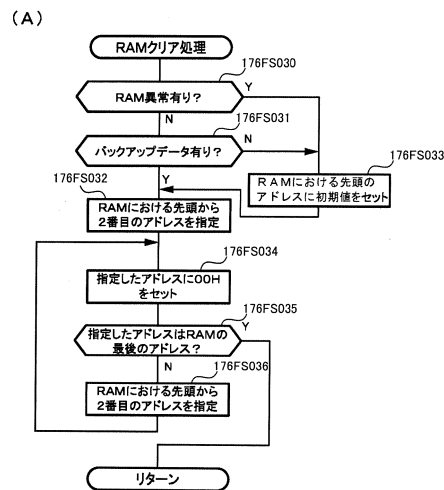 (A)
RAMクリア処理
176FS030
RAM異常有り?
Y
N
176FS031
バックアップデータ有り?
N
Y
176FS033
RAMにおける先頭の
アドレスに初期値をセット
176FS032
RAMにおける先頭から
2番目のアドレスを指定
176FS034
指定したアドレスに00H
をセット
176FS035
指定したアドレスはRAMの
最後のアドレス?
Y
N
176FS036
RAMにおける先頭から
2番目のアドレスを指定
リターン